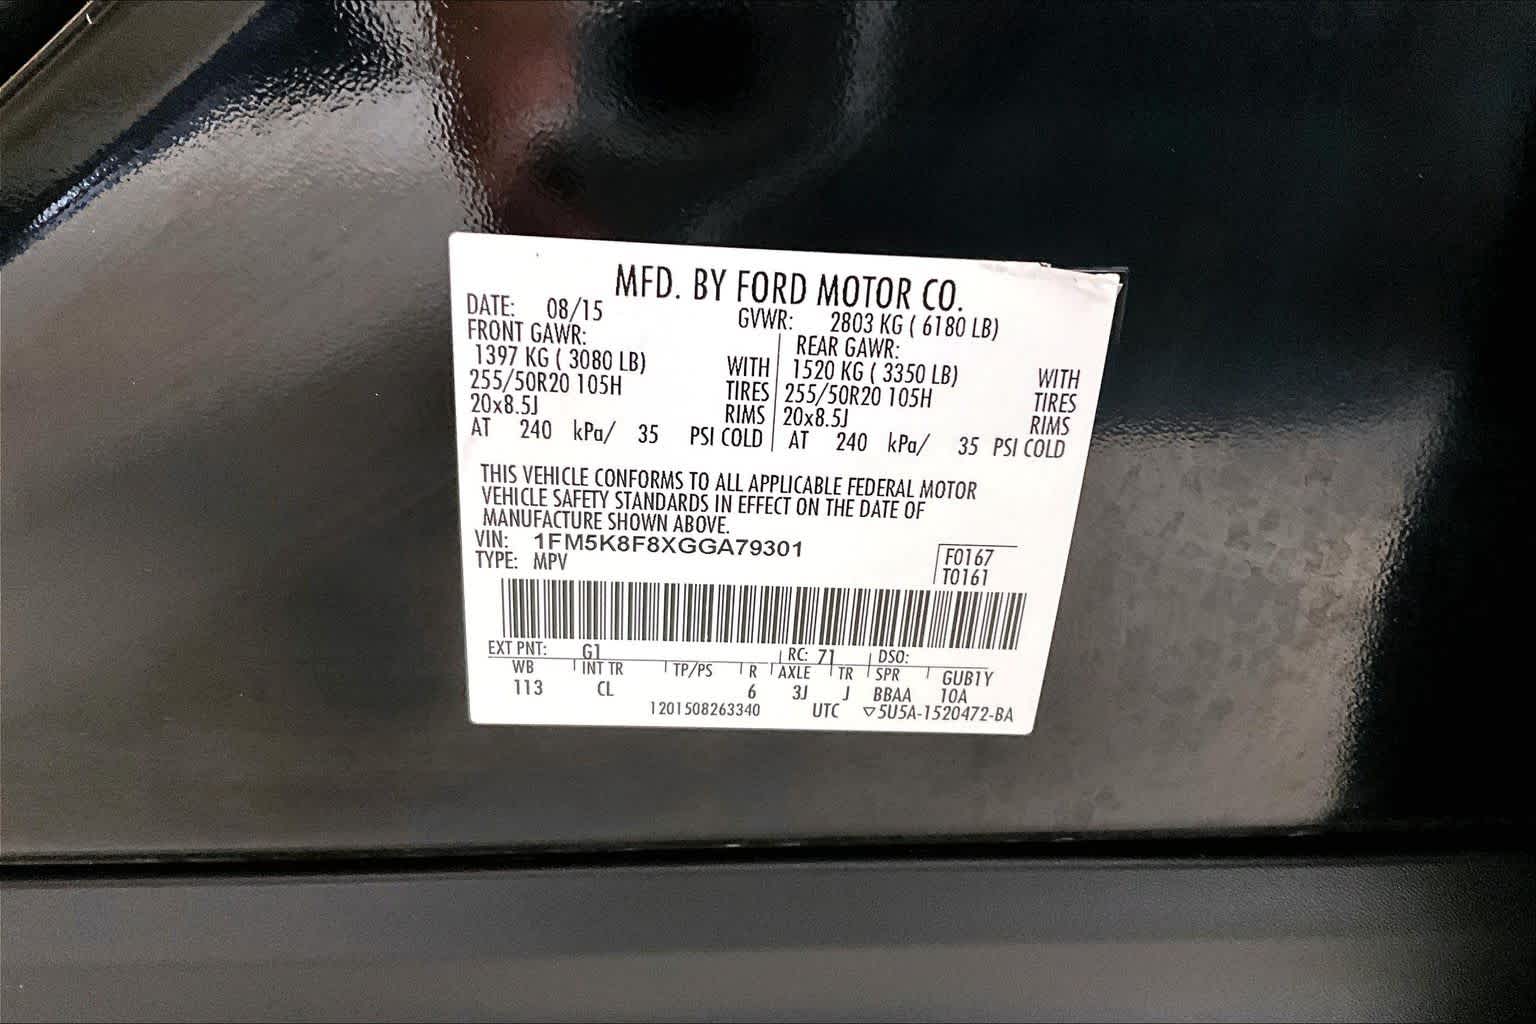 MFD. BY FORD MOTOR CO.
DATE: 08/15 GVWR: 2803 KG ( 6180 LB)
FRONT GAWR: REAR GAWR:
1397 KG ( 3080 LB) WITH 1520 KG ( 3350 LB) WITH
255/50R20 105H TIRES 255/50R20 105H TIRES
20x8.5J RIMS 20x8.5J RIMS
AT 240 kPa/ 35 PSI COLD AT 240 kPa/ 35 PSI COLD
THIS VEHICLE CONFORMS TO ALL APPLICABLE FEDERAL MOTOR
VEHICLE SAFETY STANDARDS IN EFFECT ON THE DATE OF
MANUFACTURE SHOWN ABOVE.
VIN: 1FM5K8F8XGGA79301 F0167
TYPE: MPV T0161
EXT PNT: G1 RC: 71 DSO:
WB INT TR TP/PS R AXLE TR SPR GUB1Y
113 CL 6 3J J BBAA 10A
1201508263340 UTC ▽5U5A-1520472-BA